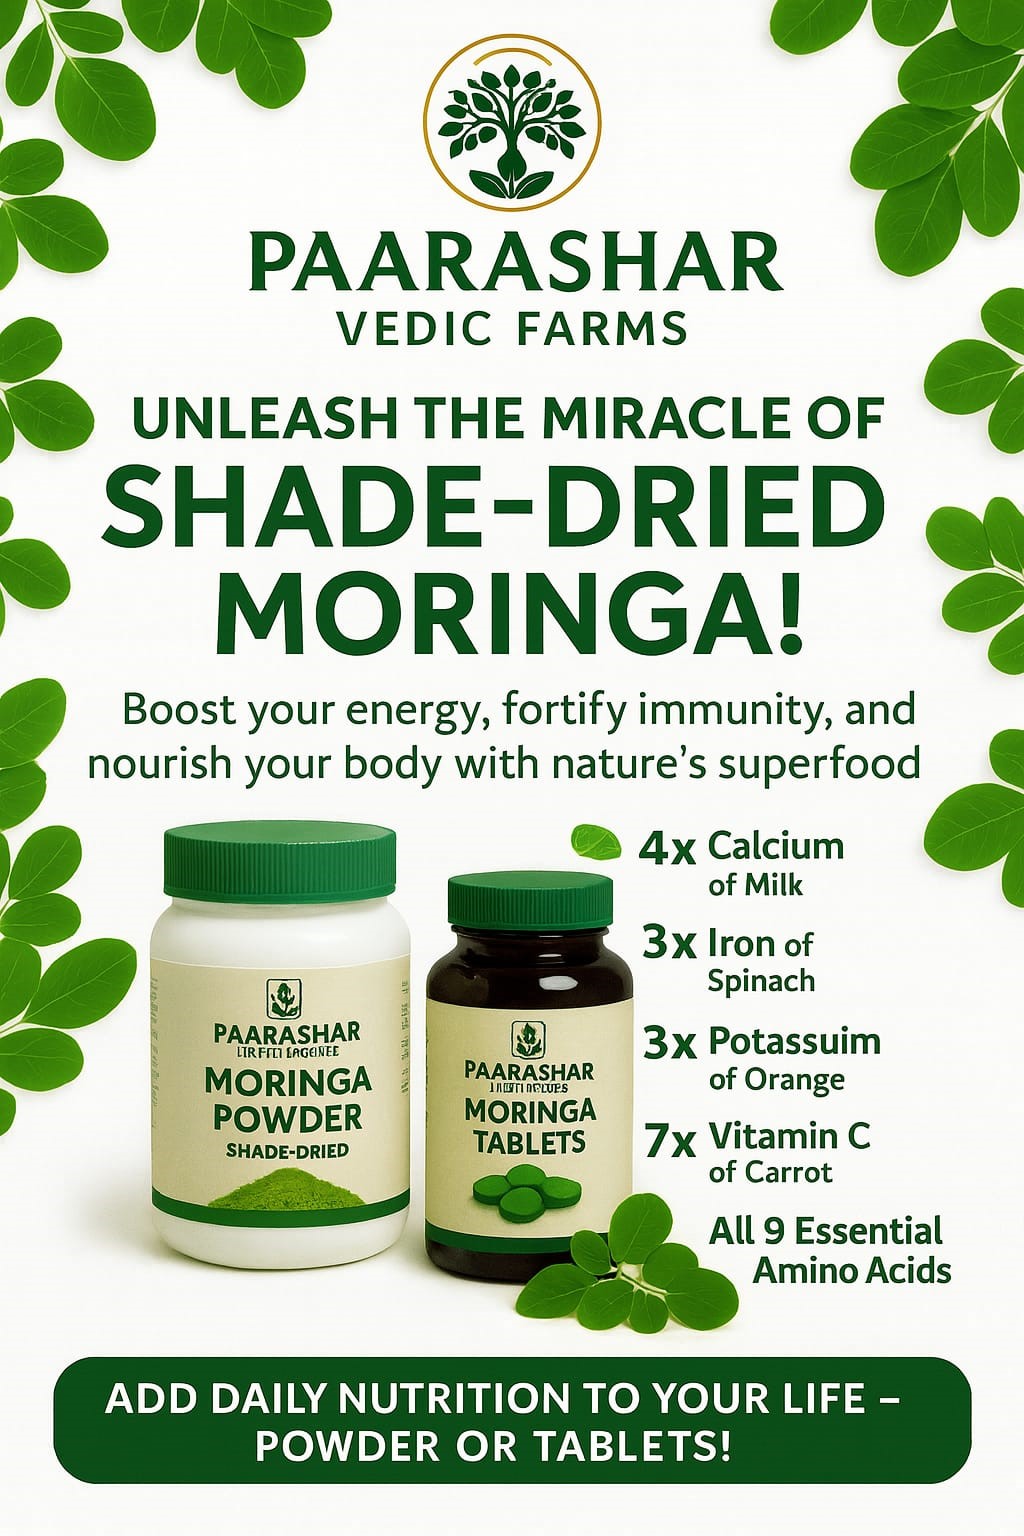 PAARASHAR
VEDIC FARMS
UNLEASH THE MIRACLE OF
SHADE-DRIED
MORINGA!
Boost your energy, fortify immunity, and
nourish your body with nature's superfood
4x Calcium
of Milk
3x Iron of
Spinach
3x Potassuim
of Orange
7x Vitamin C
of Carrot
All 9 Essential
Amino Acids
PAARASHAR
MORINGA
POWDER
SHADE-DRIED
PAARASHAR
MORINGA
TABLETS
ADD DAILY NUTRITION TO YOUR LIFE –
POWDER OR TABLETS!